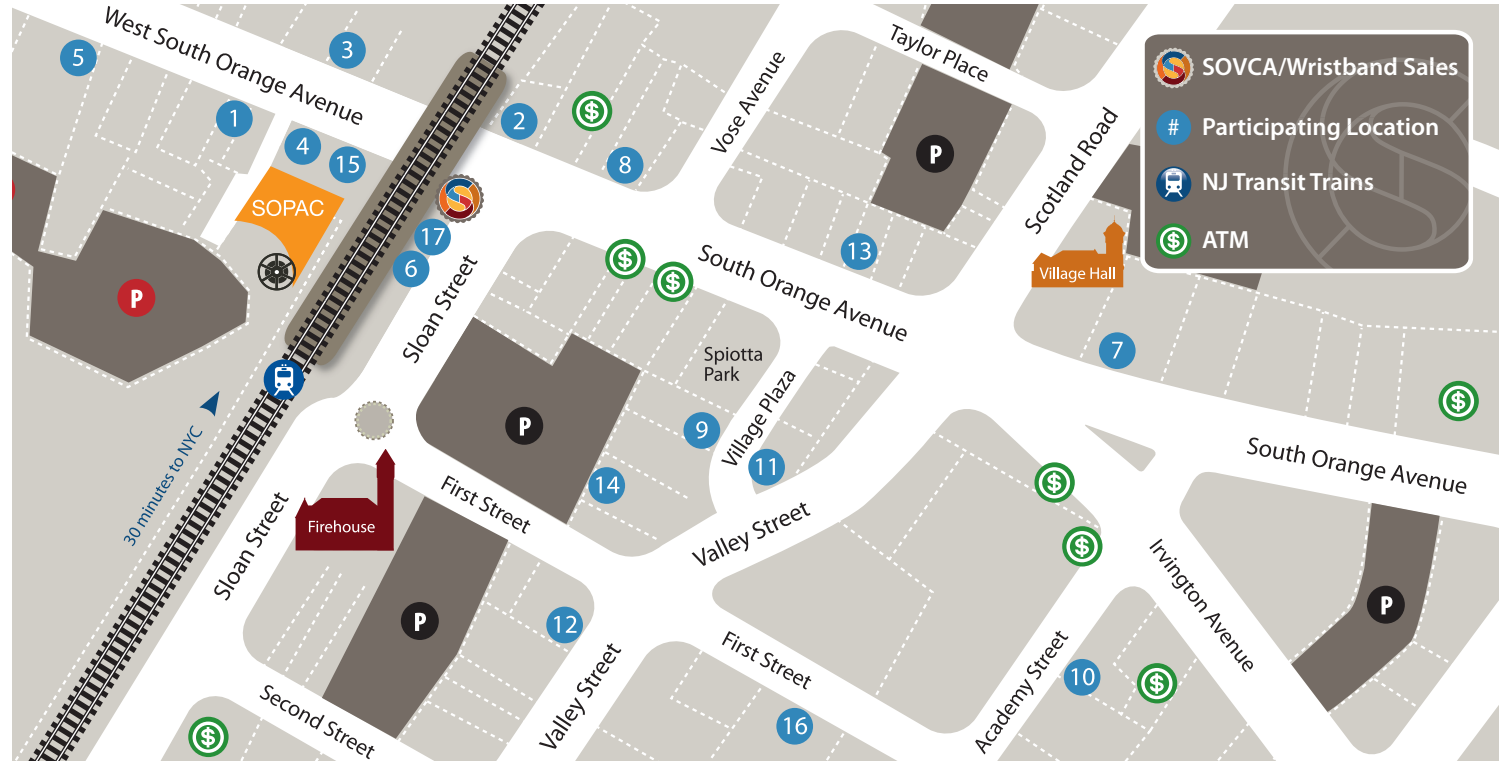 West South Orange Avenue
5
3
1
4
15
SOPAC
P
2
$
8
Vose Avenue
Taylor Place
P
Scotland Road
SOVCA/Wristband Sales
# Participating Location
NJ Transit Trains
$ ATM
17
6
Sloan Street
$
$
South Orange Avenue
13
Village Hall
7
$
South Orange Avenue
Spiotta
Park
Village Plaza
9
11
14
P
30 minutes to NYC
Firehouse
First Street
Sloan Street
Valley Street
$
$
Irvington Avenue
P
P
12
Second Street
$
Valley Street
First Street
16
Academy Street
10
$